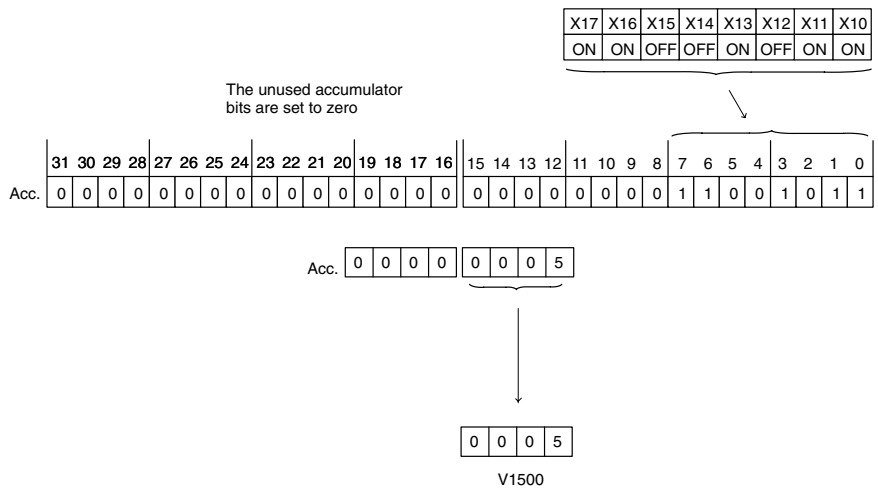 X17 X16 X15 X14 X13 X12 X11 X10
ON ON OFF OFF ON OFF ON ON
The unused accumulator
bits are set to zero
31 30 29 28 27 26 25 24 23 22 21 20 19 18 17 16 15 14 13 12 11 10 9 8 7 6 5 4 3 2 1 0
Acc. 0 0 0 0 0 0 0 0 0 0 0 0 0 0 0 0 0 0 0 0 0 0 0 0 1 1 0 0 1 0 1 1
Acc. 0 0 0 0 0 0 0 5
0 0 0 5
V1500